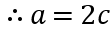 ∴ a = 2c